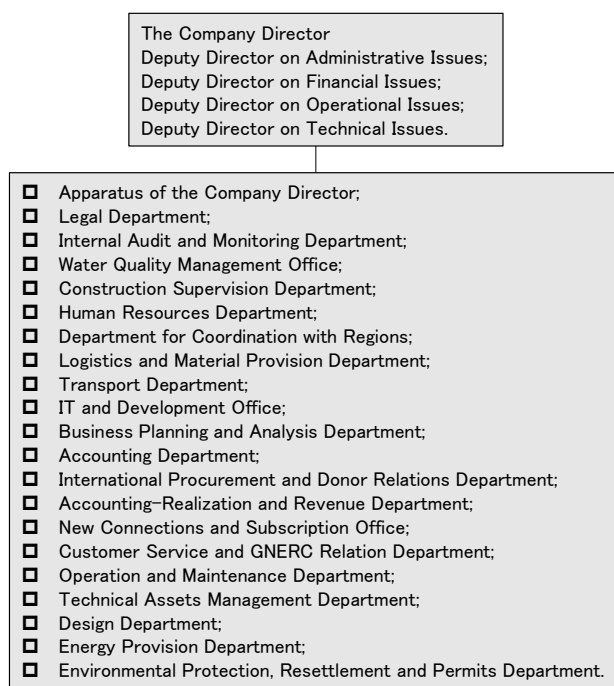 The Company Director
Deputy Director on Administrative Issues;
Deputy Director on Financial Issues;
Deputy Director on Operational Issues;
Deputy Director on Technical Issues.
Apparatus of the Company Director;
Legal Department;
Internal Audit and Monitoring Department;
Water Quality Management Office;
Construction Supervision Department;
Human Resources Department;
Department for Coordination with Regions;
Logistics and Material Provision Department;
Transport Department;
IT and Development Office;
Business Planning and Analysis Department;
Accounting Department;
International Procurement and Donor Relations Department;
Accounting-Realization and Revenue Department;
New Connections and Subscription Office;
Customer Service and GNERC Relation Department;
Operation and Maintenance Department;
Technical Assets Management Department;
Design Department;
Energy Provision Department;
Environmental Protection, Resettlement and Permits Department.